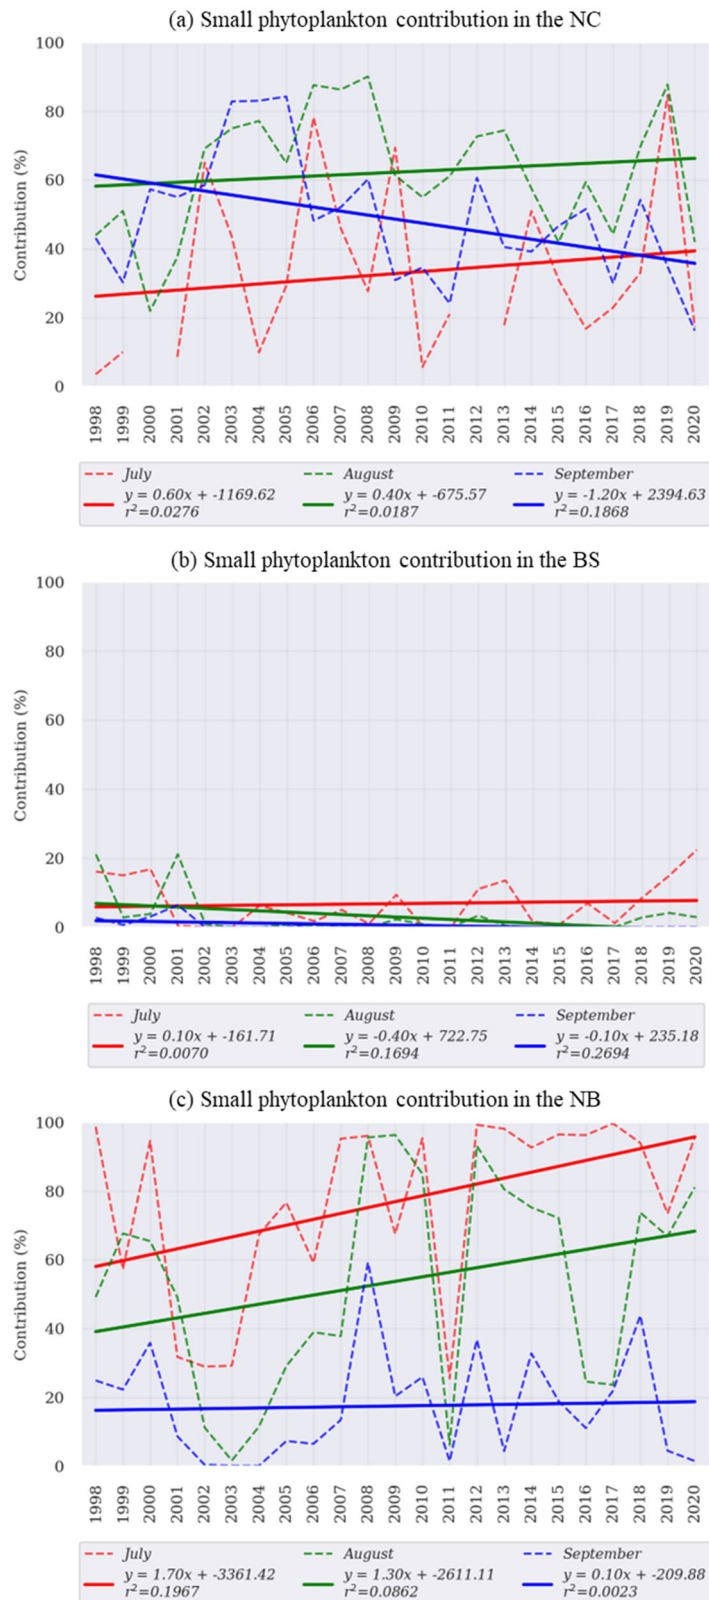 (a) Small phytoplankton contribution in the NC
100
80
60
40
20
0
Contribution (%)
1998 1999 2000 2001 2002 2003 2004 2005 2006 2007 2008 2009 2010 2011 2012 2013 2014 2015 2016 2017 2018 2019 2020
July August September
y = 0.60x + -1169.62 y = 0.40x + -675.57 y = -1.20x + 2394.63
r²=0.0276 r²=0.0187 r²=0.1868
(b) Small phytoplankton contribution in the BS
100
80
60
40
20
0
Contribution (%)
1998 1999 2000 2001 2002 2003 2004 2005 2006 2007 2008 2009 2010 2011 2012 2013 2014 2015 2016 2017 2018 2019 2020
July August September
y = 0.10x + -161.71 y = -0.40x + 722.75 y = -0.10x + 235.18
r²=0.0070 r²=0.1694 r²=0.2694
(c) Small phytoplankton contribution in the NB
100
80
60
40
20
0
Contribution (%)
1998 1999 2000 2001 2002 2003 2004 2005 2006 2007 2008 2009 2010 2011 2012 2013 2014 2015 2016 2017 2018 2019 2020
July August September
y = 1.70x + -3361.42 y = 1.30x + -2611.11 y = 0.10x + -209.88
r²=0.1967 r²=0.0862 r²=0.0023